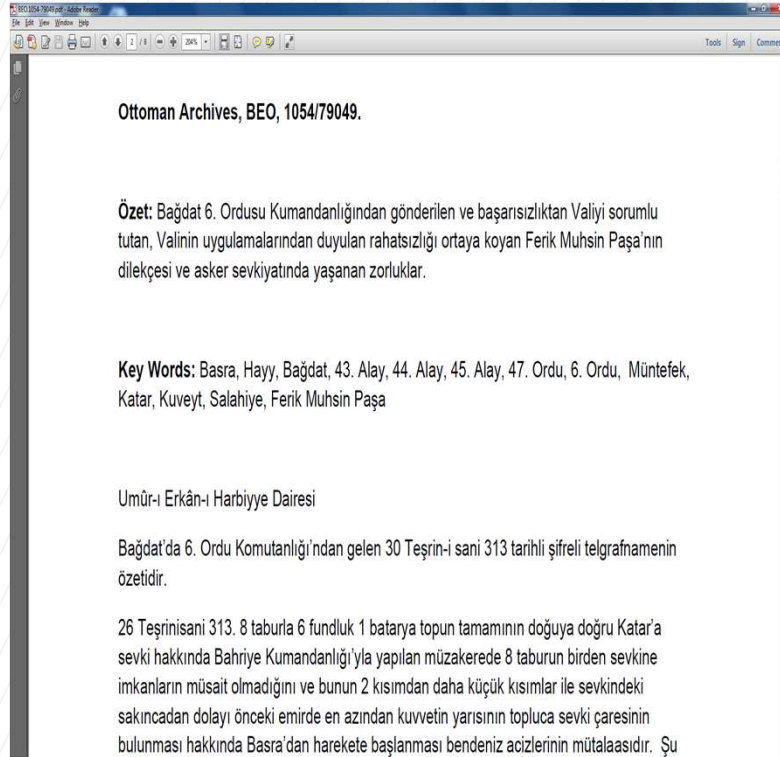 BEO 1054-79049.pdf - Adobe Reader
File Edit View Window Help
2 / 8 204% Tools Sign Commen
Ottoman Archives, BEO, 1054/79049.
Özet: Bağdat 6. Ordusu Kumandanlığından gönderilen ve başarısızlıktan Valiyi sorumlu
tutan, Valinin uygulamalarından duyulan rahatsızlığı ortaya koyan Ferik Muhsin Paşa'nın
dilekçesi ve asker sevkiyatında yaşanan zorluklar.
Key Words: Basra, Hayy, Bağdat, 43. Alay, 44. Alay, 45. Alay, 47. Ordu, 6. Ordu, Müntefek,
Katar, Kuveyt, Salahiye, Ferik Muhsin Paşa
Umûr-ı Erkân-ı Harbiyye Dairesi
Bağdat'da 6. Ordu Komutanlığı'ndan gelen 30 Teşrin-i sani 313 tarihli şifreli telgrafnamenin
özetidir.
26 Teşrinisani 313. 8 taburla 6 fundluk 1 batarya topun tamamının doğuya doğru Katar'a
sevki hakkında Bahriye Kumandanlığı'yla yapılan müzakerede 8 taburun birden sevkine
imkanların müsait olmadığını ve bunun 2 kısımdan daha küçük kısımlar ile sevkindeki
sakıncadan dolayı önceki emirde en azından kuvvetin yarısının topluca sevki çaresinin
bulunması hakkında Basra'dan harekete başlanması bendeniz acizlerinin mütalaasıdır. Şu